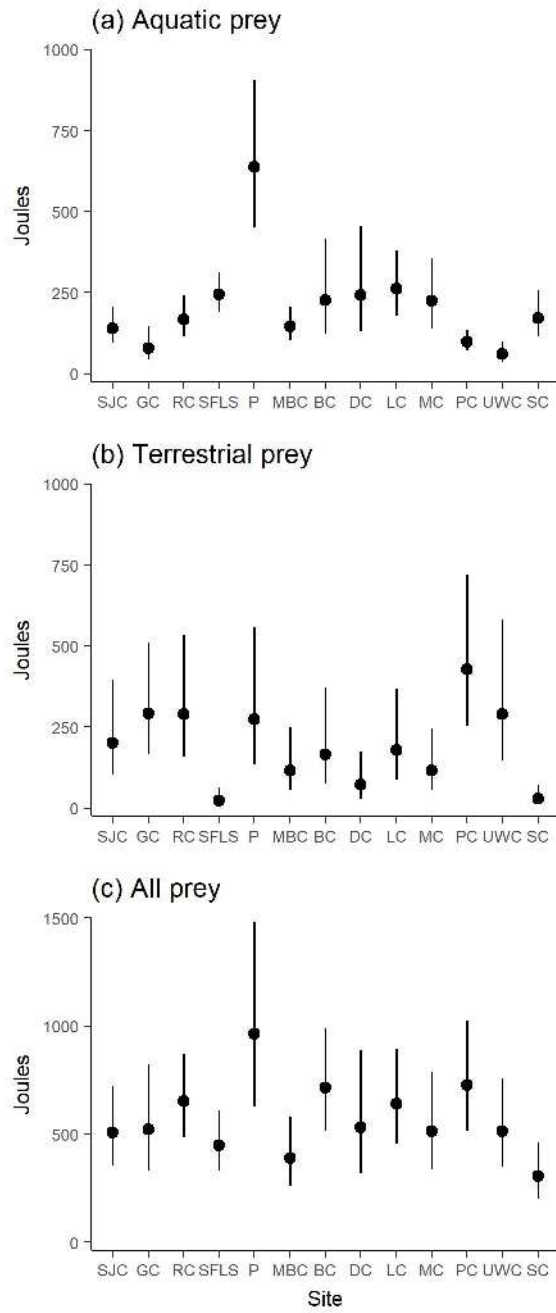 (a) Aquatic prey
1000
750
500
250
0
Joules
SJC GC RC SFLS P MBC BC DC LC MC PC UWC SC
(b) Terrestrial prey
1000
750
500
250
0
Joules
SJC GC RC SFLS P MBC BC DC LC MC PC UWC SC
(c) All prey
1500
1000
500
0
Joules
SJC GC RC SFLS P MBC BC DC LC MC PC UWC SC
Site